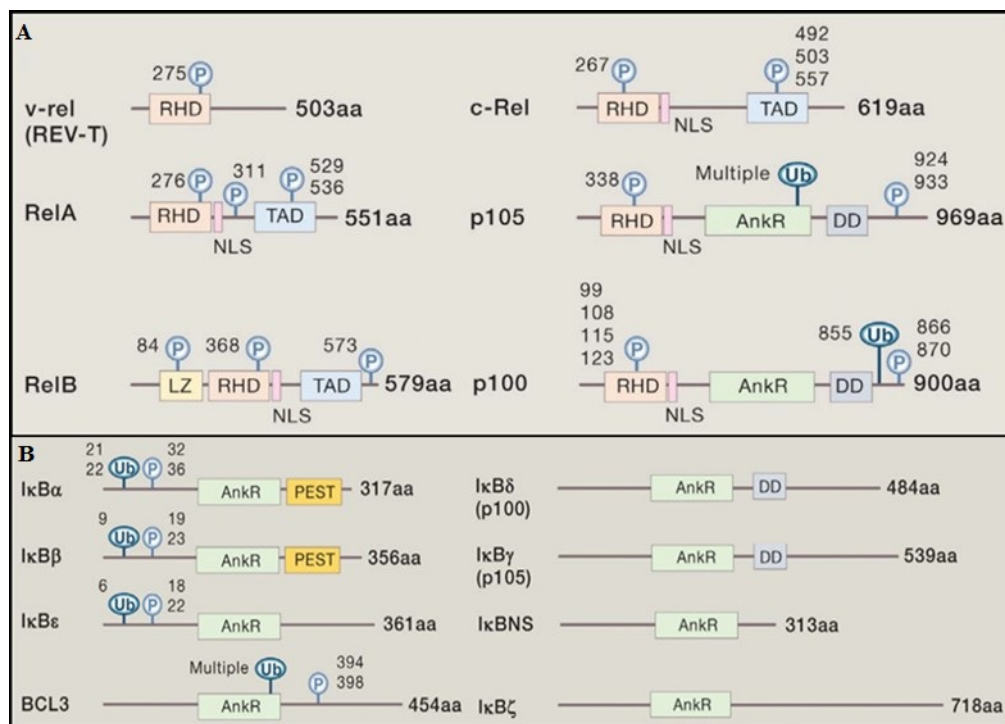 A
v-rel
(REV-T)
275
P
RHD
503aa
c-Rel
267
P
RHD
NLS
492
503
557
P
TAD
619aa
RelA
276
P
RHD
NLS
311
P
529
536
P
TAD
551aa
p105
338
P
RHD
NLS
Multiple
Ub
AnkR
DD
924
933
P
969aa
RelB
84
P
LZ
368
P
RHD
NLS
573
P
TAD
579aa
p100
99
108
115
123
P
RHD
NLS
AnkR
DD
855
Ub
866
870
P
900aa
B
IκBα
21
22
Ub
P
32
36
AnkR
PEST
317aa
IκBδ
(p100)
AnkR
DD
484aa
IκBβ
9
Ub
P
19
23
AnkR
PEST
356aa
IκBγ
(p105)
AnkR
DD
539aa
IκBε
6
Ub
P
18
22
AnkR
361aa
IκBNS
AnkR
313aa
BCL3
Multiple
Ub
AnkR
P
394
398
454aa
IκBζ
AnkR
718aa